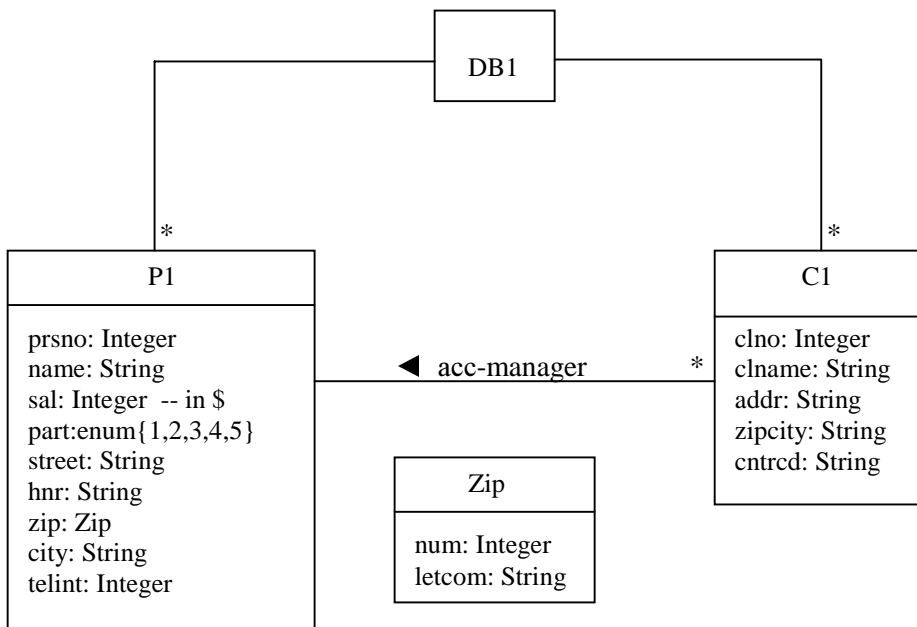 DB1
*
*
P1
prsno: Integer
name: String
sal: Integer -- in $
part:enum{1,2,3,4,5}
street: String
hnr: String
zip: Zip
city: String
telint: Integer
acc-manager
*
C1
clno: Integer
clname: String
addr: String
zipcity: String
cntrcd: String
Zip
num: Integer
letcom: String